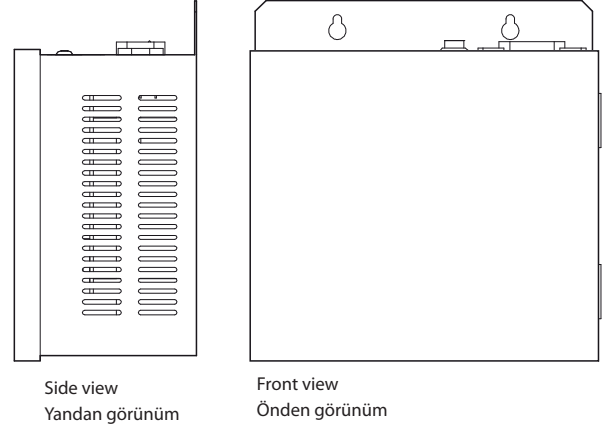 Side view
Yandan görünüm
Front view
Önden görünüm